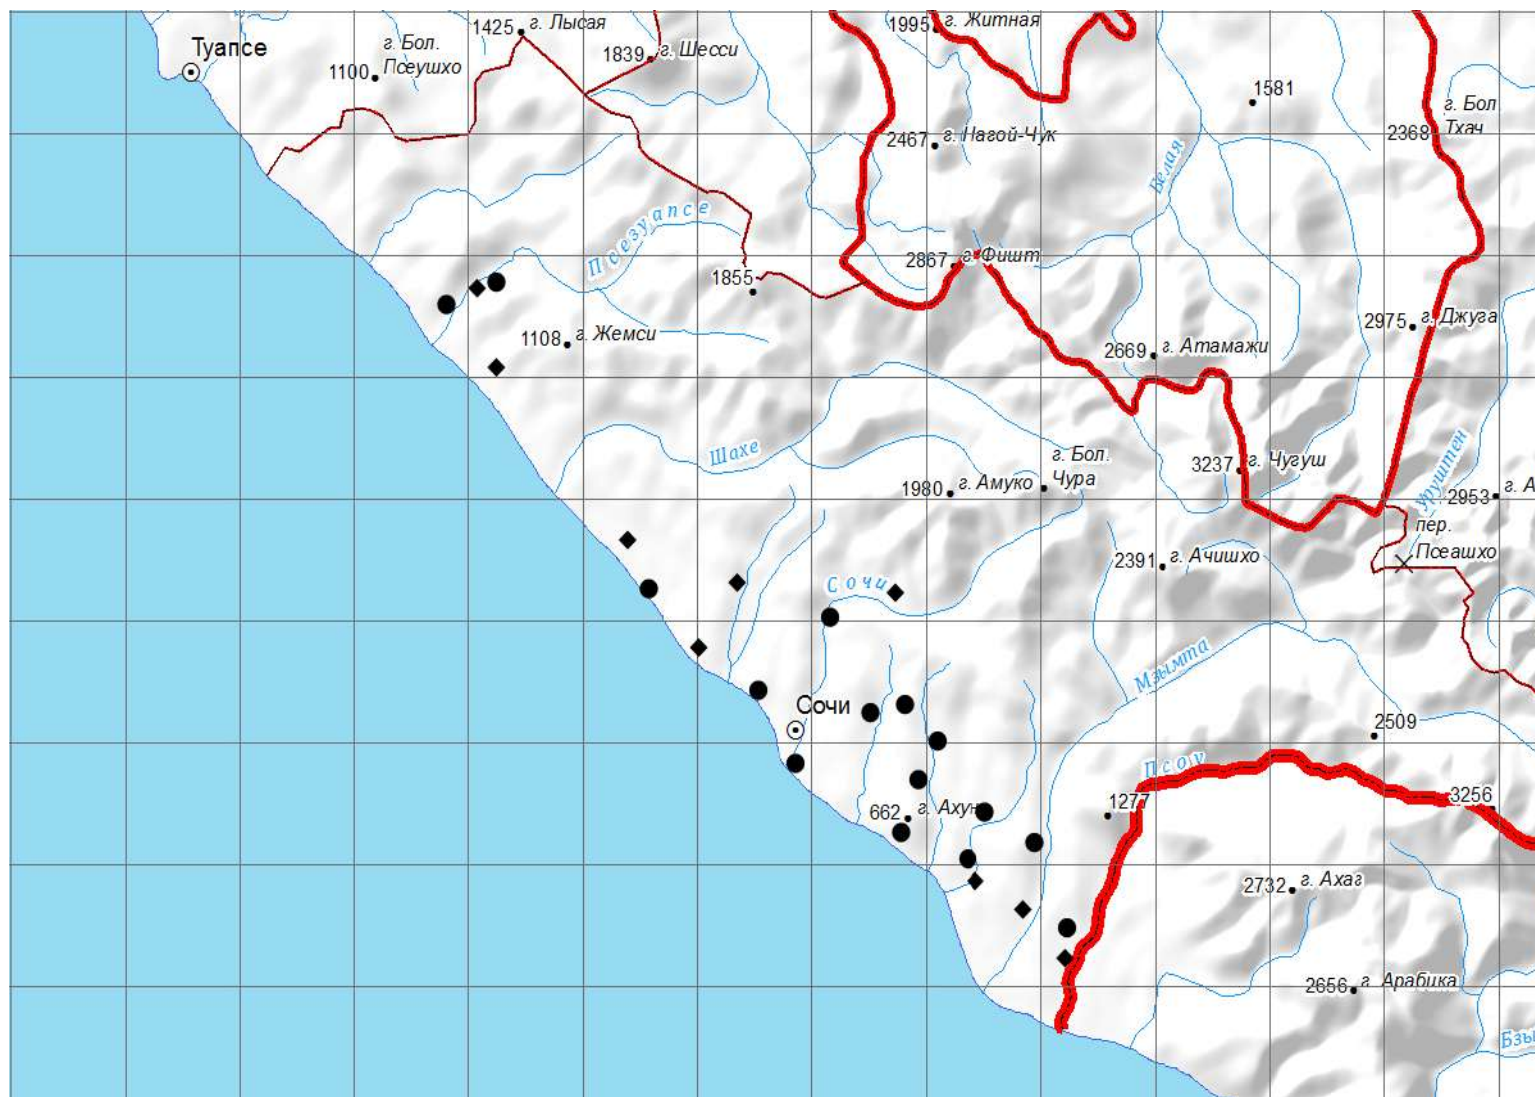 1425 г. Лысая
1995 г. Житная
Туапсе
г. Бол.
1100 Псеушхо
1839 г. Шесси
1581
г. Бол.
2368 Тхач
2467 г. Нагой-Чук
Белая
Псезуапсе
2867 г. Фишт
1855
2975 г. Джуга
1108 г. Жемси
2669 г. Атамажи
Шахе
г. Бол.
Чура
3237 г. Чугуш
Уруштен
1980 г. Амуко
2953 г. А
пер.
Псеашхо
2391 г. Ачишхо
Сочи
Мзымта
Сочи
2509
Псоу
1277
3256
662 г. Ахун
2732 г. Ахаг
2656 г. Арабика
Бзы